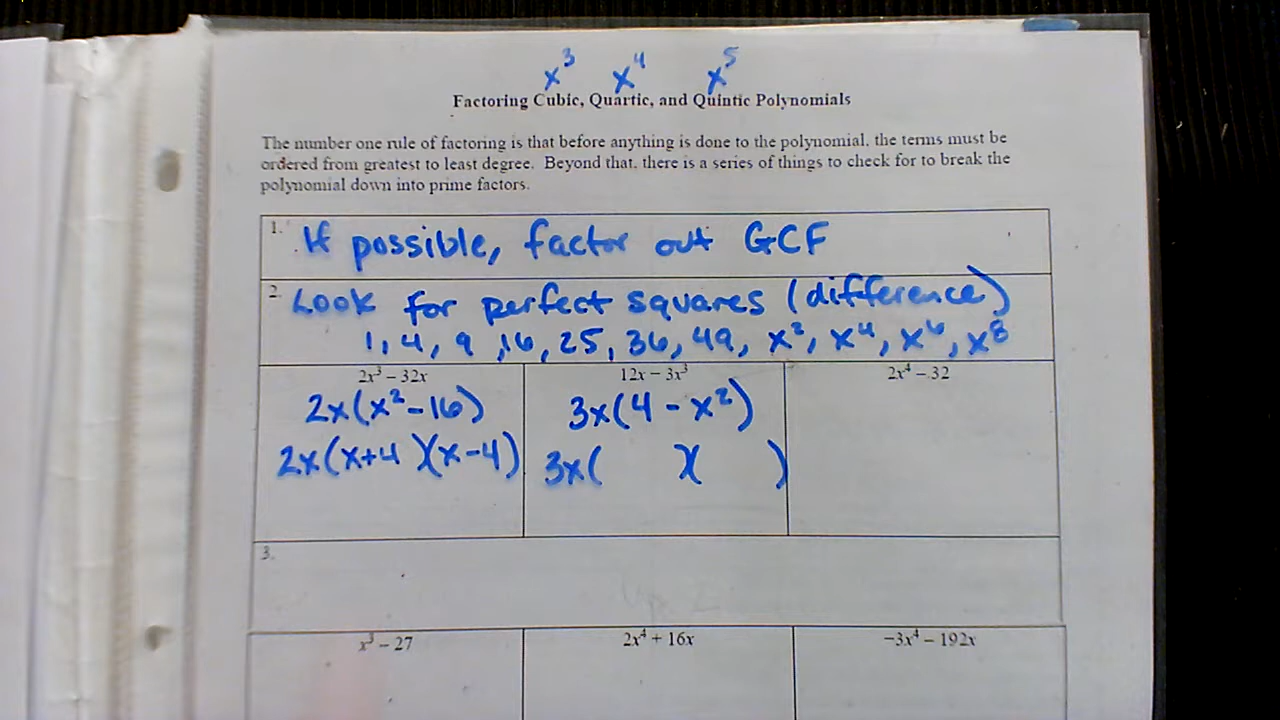 x³ x⁴ x⁵
Factoring Cubic, Quartic, and Quintic Polynomials
The number one rule of factoring is that before anything is done to the polynomial, the terms must be
ordered from greatest to least degree. Beyond that, there is a series of things to check for to break the
polynomial down into prime factors.
1. If possible, factor out GCF
2. Look for perfect squares (difference)
1, 4, 9, 16, 25, 36, 49, x², x⁴, x⁶, x⁸
2x³ – 32x 12x – 3x³ 2x⁴ – 32
2x(x²-16) 3x(4 - x²)
2x(x+4)(x-4) 3x( )( )
3.
x³ – 27 2x⁴ + 16x –3x⁴ – 192x